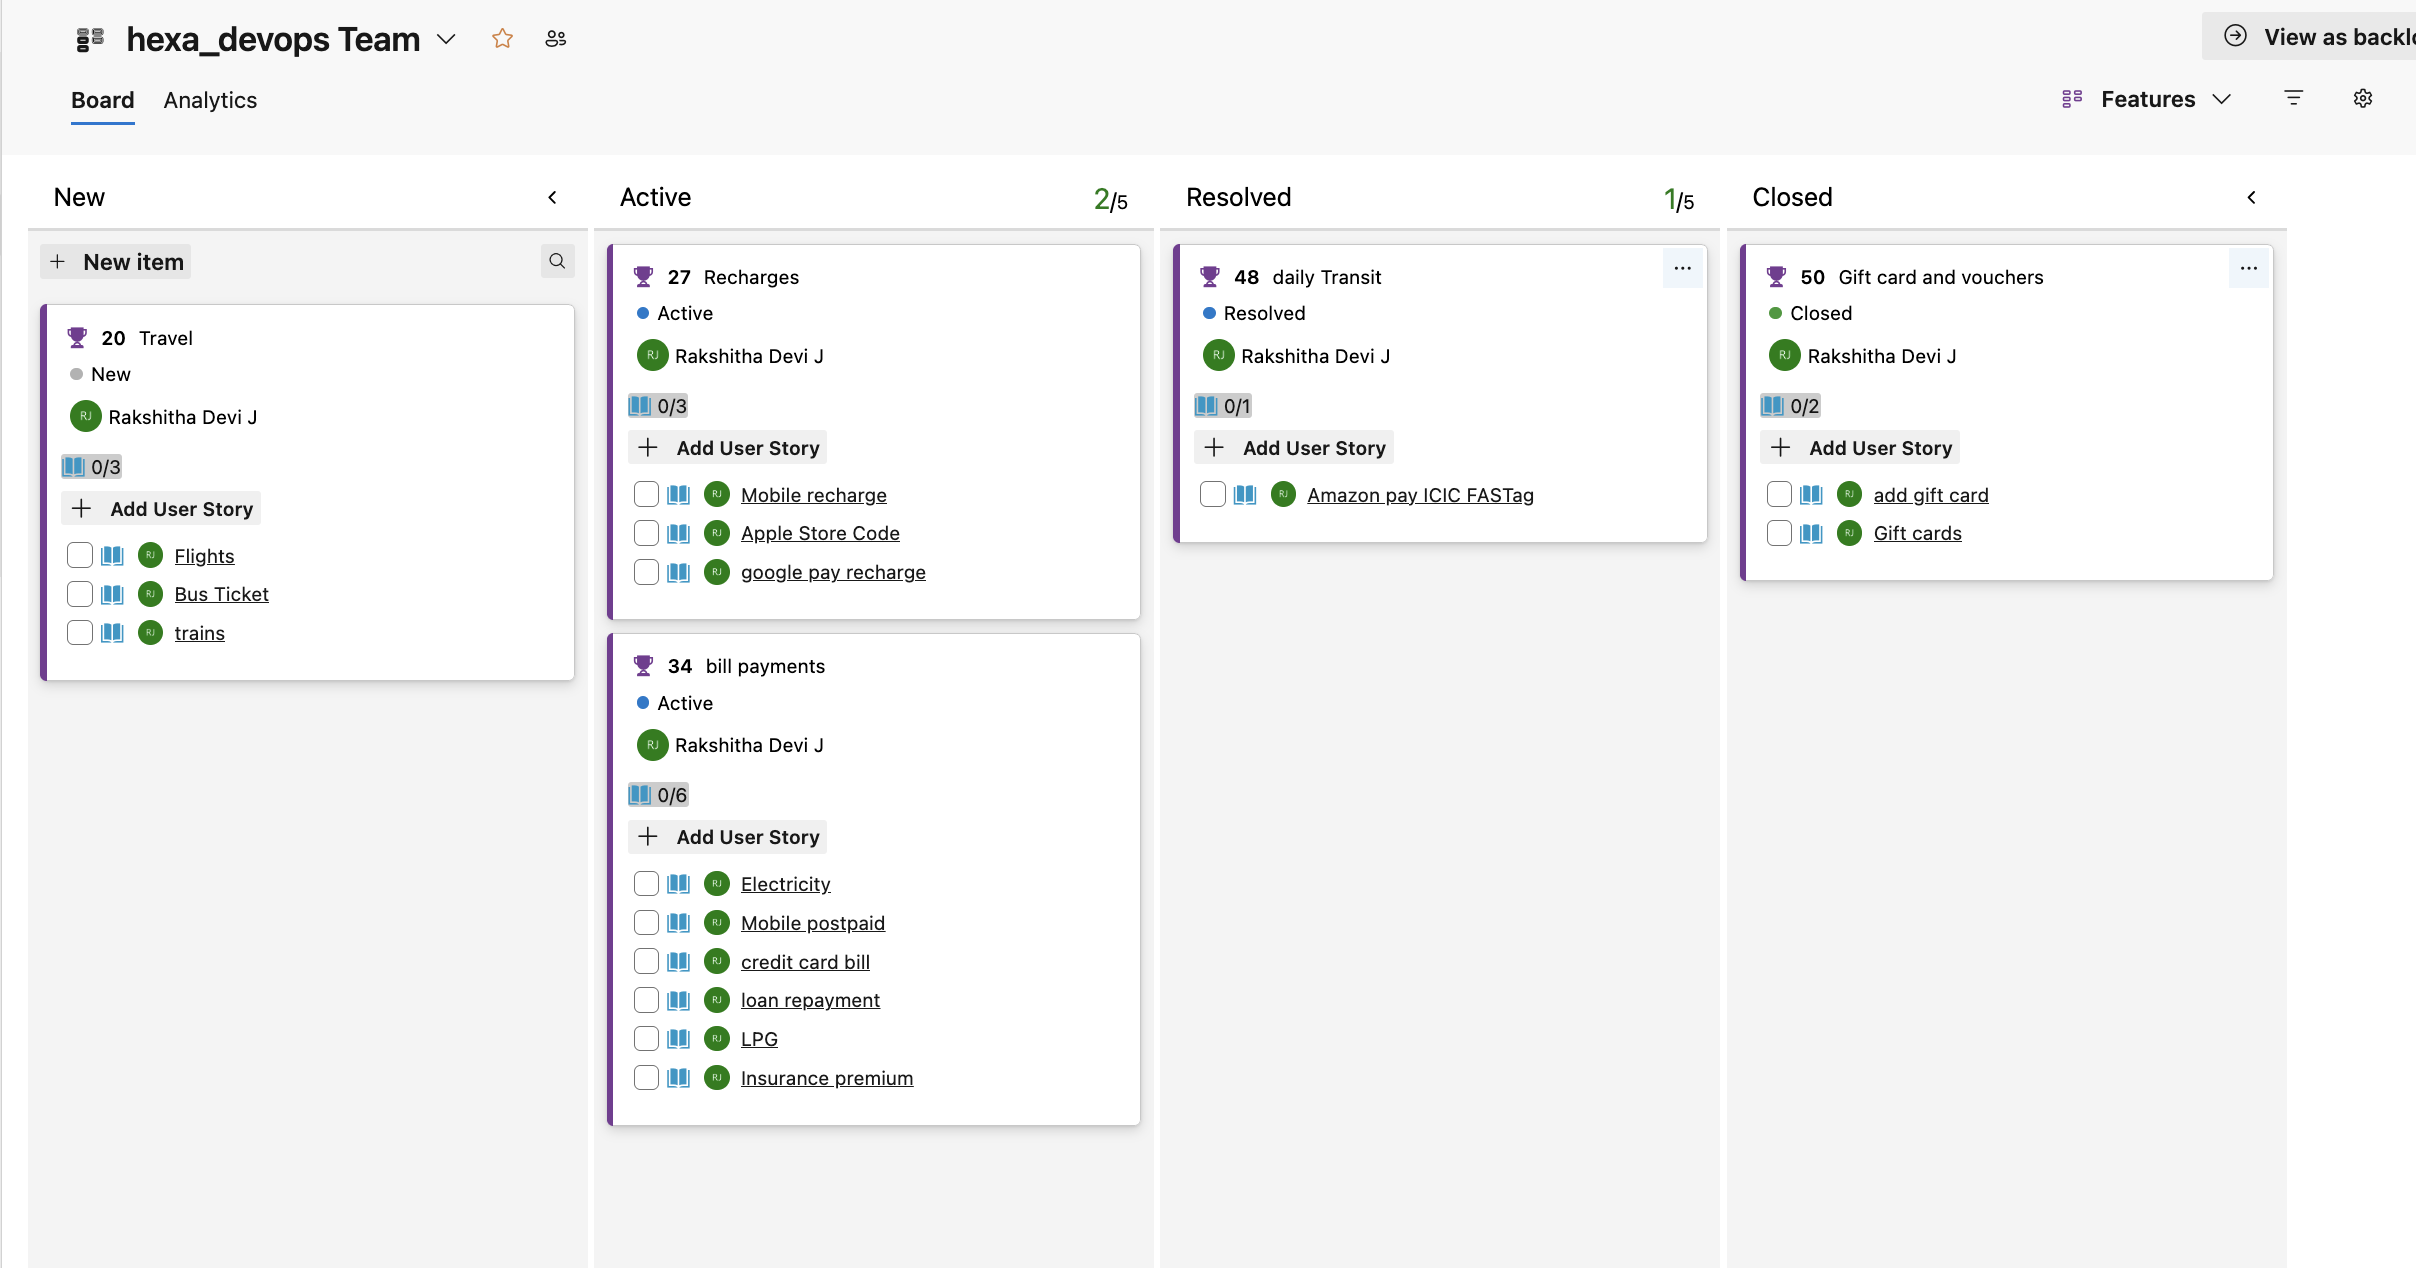 hexa_devops Team
View as backlo
Board Analytics
Features
New
+ New item
20 Travel
New
RJ Rakshitha Devi J
0/3
+ Add User Story
RJ Flights
RJ Bus Ticket
RJ trains
Active 2/5
27 Recharges
Active
RJ Rakshitha Devi J
0/3
+ Add User Story
RJ Mobile recharge
RJ Apple Store Code
RJ google pay recharge
34 bill payments
Active
RJ Rakshitha Devi J
0/6
+ Add User Story
RJ Electricity
RJ Mobile postpaid
RJ credit card bill
RJ loan repayment
RJ LPG
RJ Insurance premium
Resolved 1/5
48 daily Transit
Resolved
RJ Rakshitha Devi J
0/1
+ Add User Story
RJ Amazon pay ICIC FASTag
Closed
50 Gift card and vouchers
Closed
RJ Rakshitha Devi J
0/2
+ Add User Story
RJ add gift card
RJ Gift cards